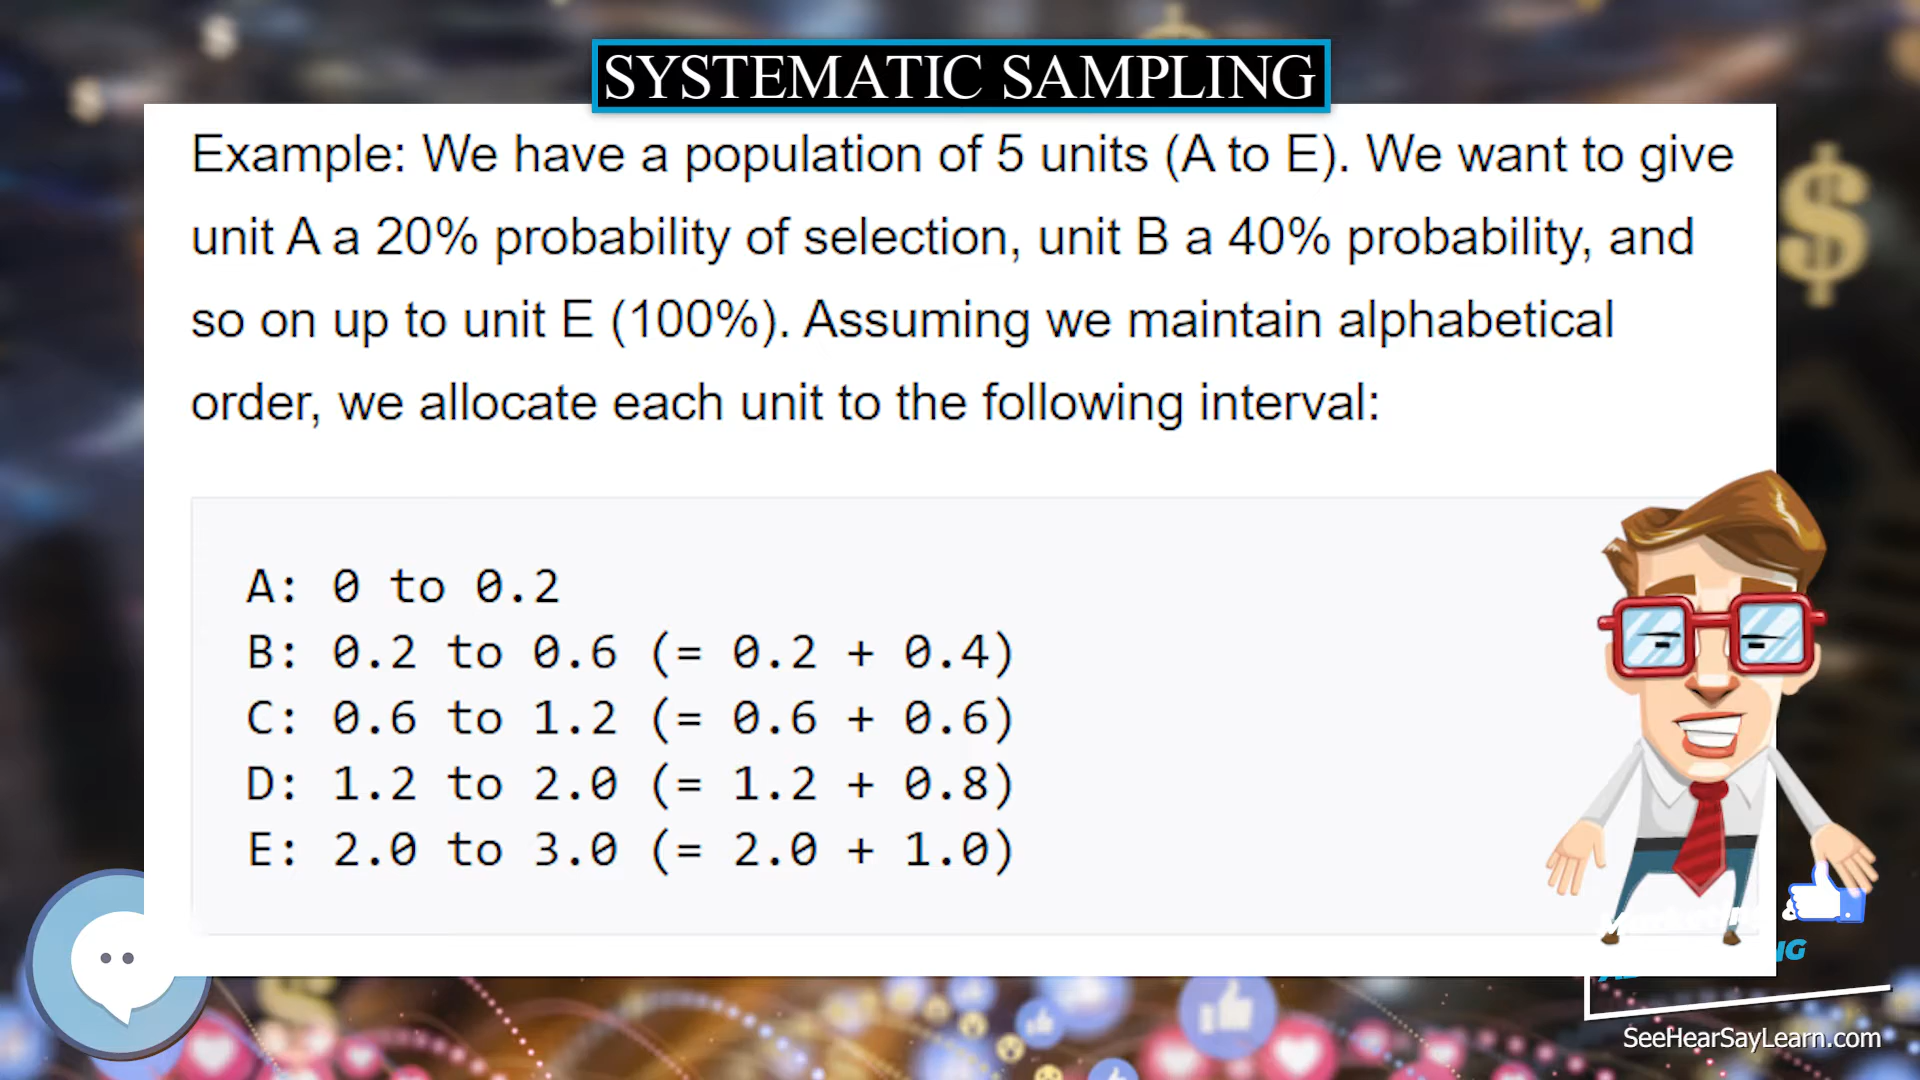 SYSTEMATIC SAMPLING
Example: We have a population of 5 units (A to E). We want to give
unit A a 20% probability of selection, unit B a 40% probability, and
so on up to unit E (100%). Assuming we maintain alphabetical
order, we allocate each unit to the following interval:
A: 0 to 0.2
B: 0.2 to 0.6 (= 0.2 + 0.4)
C: 0.6 to 1.2 (= 0.6 + 0.6)
D: 1.2 to 2.0 (= 1.2 + 0.8)
E: 2.0 to 3.0 (= 2.0 + 1.0)
SeeHearSayLearn.com